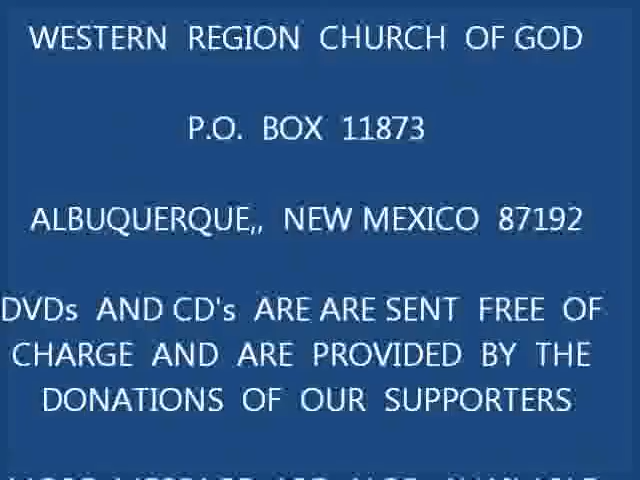 WESTERN REGION CHURCH OF GOD
P.O. BOX 11873
ALBUQUERQUE,, NEW MEXICO 87192
DVDs AND CD's ARE ARE SENT FREE OF
CHARGE AND ARE PROVIDED BY THE
DONATIONS OF OUR SUPPORTERS